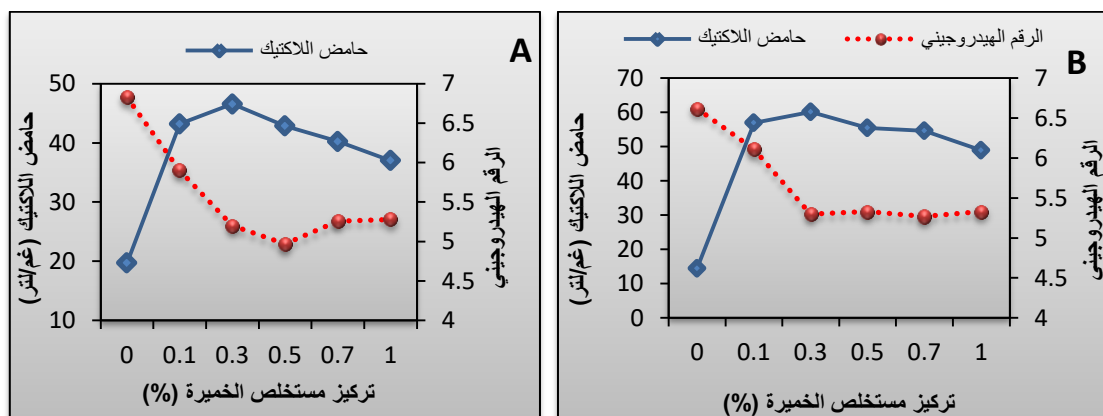 حامض اللاكتيك
A
50
40
30
20
10
7
6.5
6
5.5
5
4.5
4
0 0.1 0.3 0.5 0.7 1
حامض اللاكتيك (غم/لتر)
الرقم الهيدروجيني
تركيز مستخلص الخميرة (%)
حامض اللاكتيك
الرقم الهيدروجيني
B
70
60
50
40
30
20
10
0
7
6.5
6
5.5
5
4.5
4
0 0.1 0.3 0.5 0.7 1
حامض اللاكتيك (غم/لتر)
الرقم الهيدروجيني
تركيز مستخلص الخميرة (%)